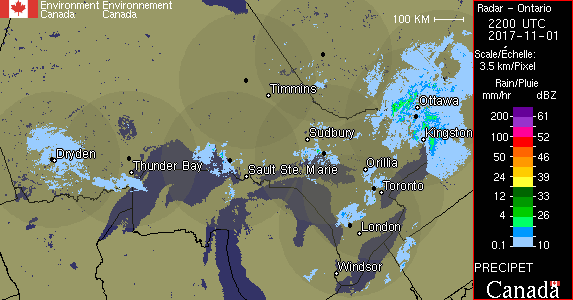 Environment Environnement
Canada Canada
100 KM
Timmins
Ottawa
Sudbury
Kingston
Dryden
Thunder Bay
Sault Ste. Marie
Orillia
Toronto
London
Windsor
Radar - Ontario
2200 UTC
2017-11-01
Scale/Échelle:
3.5 km/Pixel
Rain/Pluie
mm/hr dBZ
200 61
100 52
50 46
24 39
12 33
4 26
0.1 10
PRECIPET
Canada